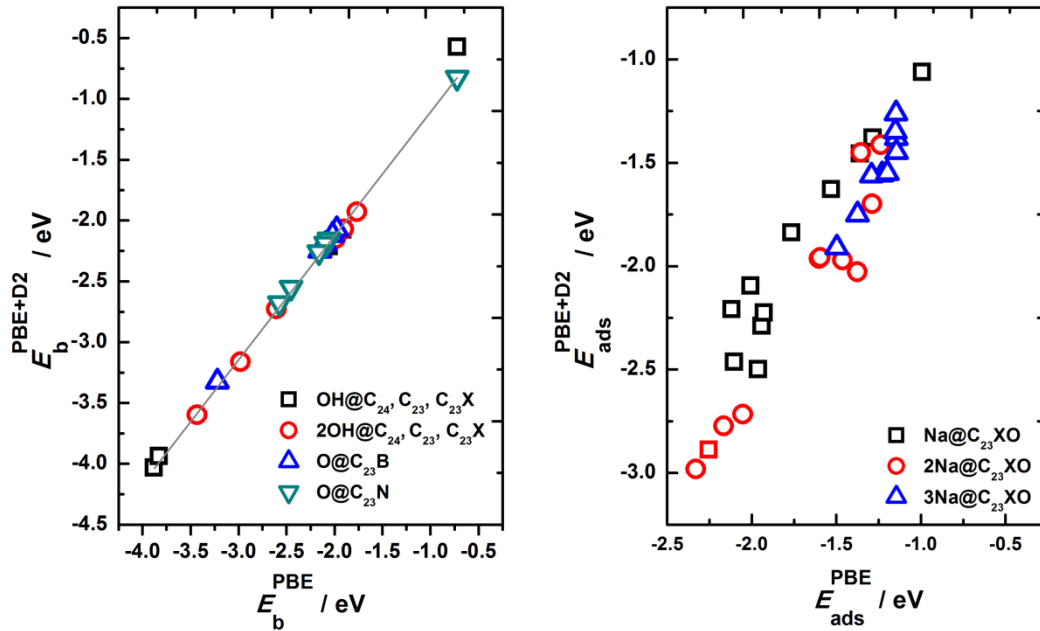 -0.5
-1.0
-1.5
-2.0
-2.5
-3.0
-3.5
-4.0
-4.5
E_b^PBE+D2 / eV
OH@C₂₄, C₂₃, C₂₃X
2OH@C₂₄, C₂₃, C₂₃X
O@C₂₃B
O@C₂₃N
-4.0 -3.5 -3.0 -2.5 -2.0 -1.5 -1.0 -0.5
E_b^PBE / eV
-1.0
-1.5
-2.0
-2.5
-3.0
E_ads^PBE+D2 / eV
Na@C₂₃XO
2Na@C₂₃XO
3Na@C₂₃XO
-2.5 -2.0 -1.5 -1.0
E_ads^PBE / eV